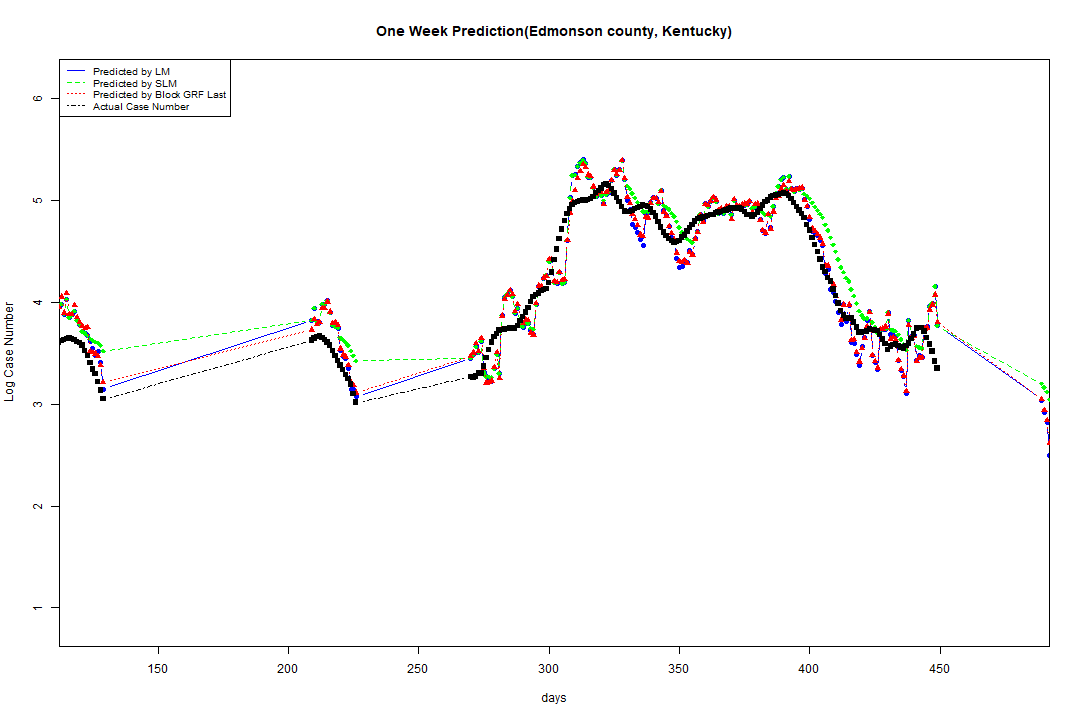 One Week Prediction(Edmonson county, Kentucky)
Predicted by LM
Predicted by SLM
Predicted by Block GRF Last
Actual Case Number
6
5
4
3
2
1
Log Case Number
150 200 250 300 350 400 450
days